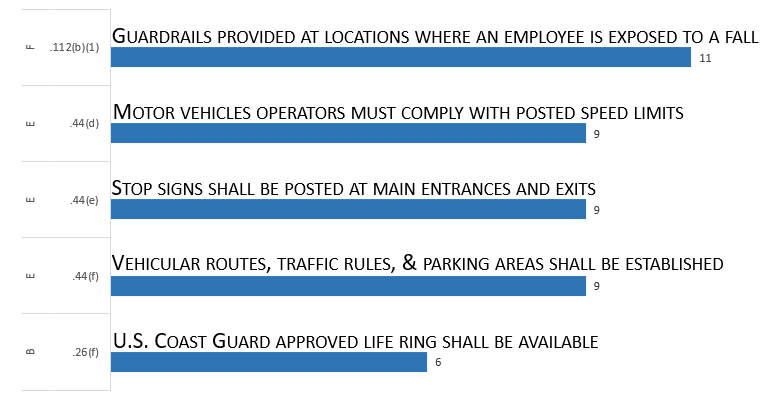 GUARDRAILS PROVIDED AT LOCATIONS WHERE AN EMPLOYEE IS EXPOSED TO A FALL
F .112(b)(1) 11
MOTOR VEHICLES OPERATORS MUST COMPLY WITH POSTED SPEED LIMITS
E .44(d) 9
STOP SIGNS SHALL BE POSTED AT MAIN ENTRANCES AND EXITS
E .44(e) 9
VEHICULAR ROUTES, TRAFFIC RULES, & PARKING AREAS SHALL BE ESTABLISHED
E .44(f) 9
U.S. COAST GUARD APPROVED LIFE RING SHALL BE AVAILABLE
B .26(f) 6